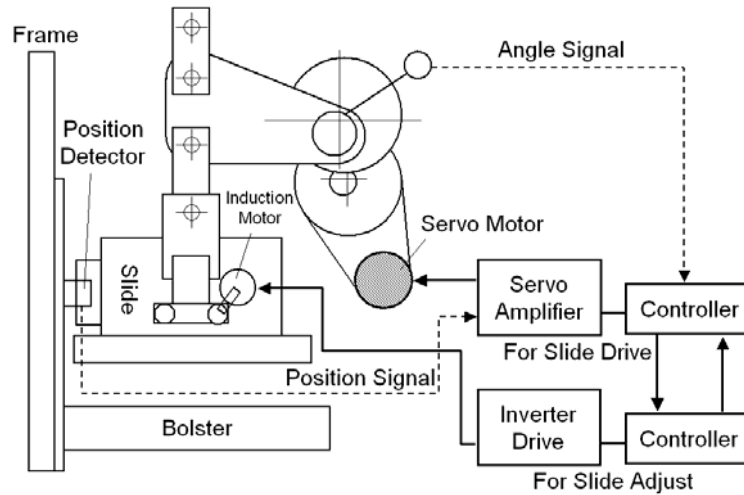 Frame
Angle Signal
Position
Detector
Induction
Motor
Servo Motor
Slide
Servo
Amplifier
Controller
For Slide Drive
Position Signal
Inverter
Drive
Controller
Bolster
For Slide Adjust